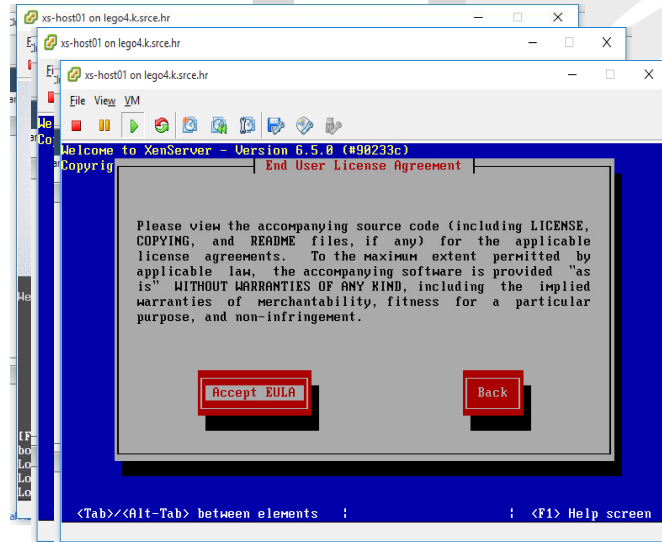 xs-host01 on lego4.k.srce.hr
xs-host01 on lego4.k.srce.hr
xs-host01 on lego4.k.srce.hr
File View VM
Welcome to XenServer - Version 6.5.0 (#90233c)
Copyrig
End User License Agreement
Please view the accompanying source code (including LICENSE,
COPYING, and README files, if any) for the applicable
license agreements. To the maximum extent permitted by
applicable law, the accompanying software is provided "as
is" WITHOUT WARRANTIES OF ANY KIND, including the implied
warranties of merchantability, fitness for a particular
purpose, and non-infringement.
Accept EULA Back
<Tab>/<Alt-Tab> between elements | | <F1> Help screen